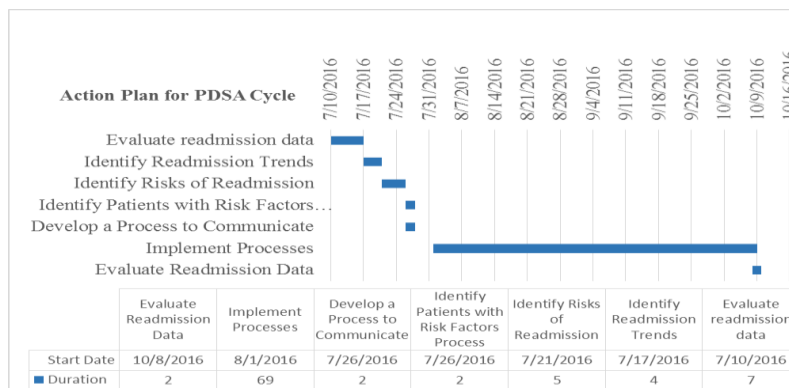 7/10/2016 7/17/2016 7/24/2016 7/31/2016 8/7/2016 8/14/2016 8/21/2016 8/28/2016 9/4/2016 9/11/2016 9/18/2016 9/25/2016 10/2/2016 10/9/2016 10/16/2016
Action Plan for PDSA Cycle
Evaluate readmission data
Identify Readmission Trends
Identify Risks of Readmission
Identify Patients with Risk Factors…
Develop a Process to Communicate
Implement Processes
Evaluate Readmission Data
Evaluate Readmission Data
Implement Processes
Develop a Process to Communicate
Identify Patients with Risk Factors Process
Identify Risks of Readmission
Identify Readmission Trends
Evaluate readmission data
Start Date 10/8/2016 8/1/2016 7/26/2016 7/26/2016 7/21/2016 7/17/2016 7/10/2016
Duration 2 69 2 2 5 4 7